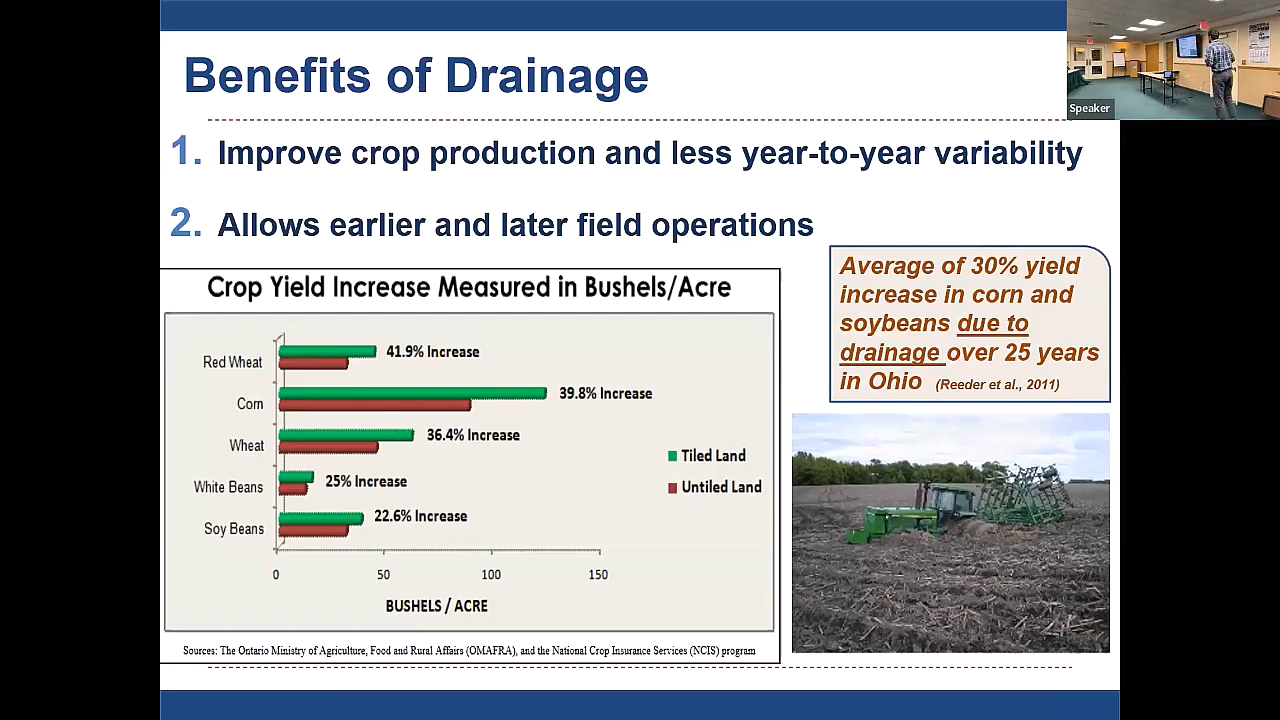 Benefits of Drainage
Speaker
1. Improve crop production and less year-to-year variability
2. Allows earlier and later field operations
Crop Yield Increase Measured in Bushels/Acre
Red Wheat
41.9% Increase
Corn
39.8% Increase
Wheat
36.4% Increase
White Beans
25% Increase
Soy Beans
22.6% Increase
Tiled Land
Untiled Land
0 50 100 150
BUSHELS / ACRE
Sources: The Ontario Ministry of Agriculture, Food and Rural Affairs (OMAFRA), and the National Crop Insurance Services (NCIS) program
Average of 30% yield
increase in corn and
soybeans due to
drainage over 25 years
in Ohio (Reeder et al., 2011)